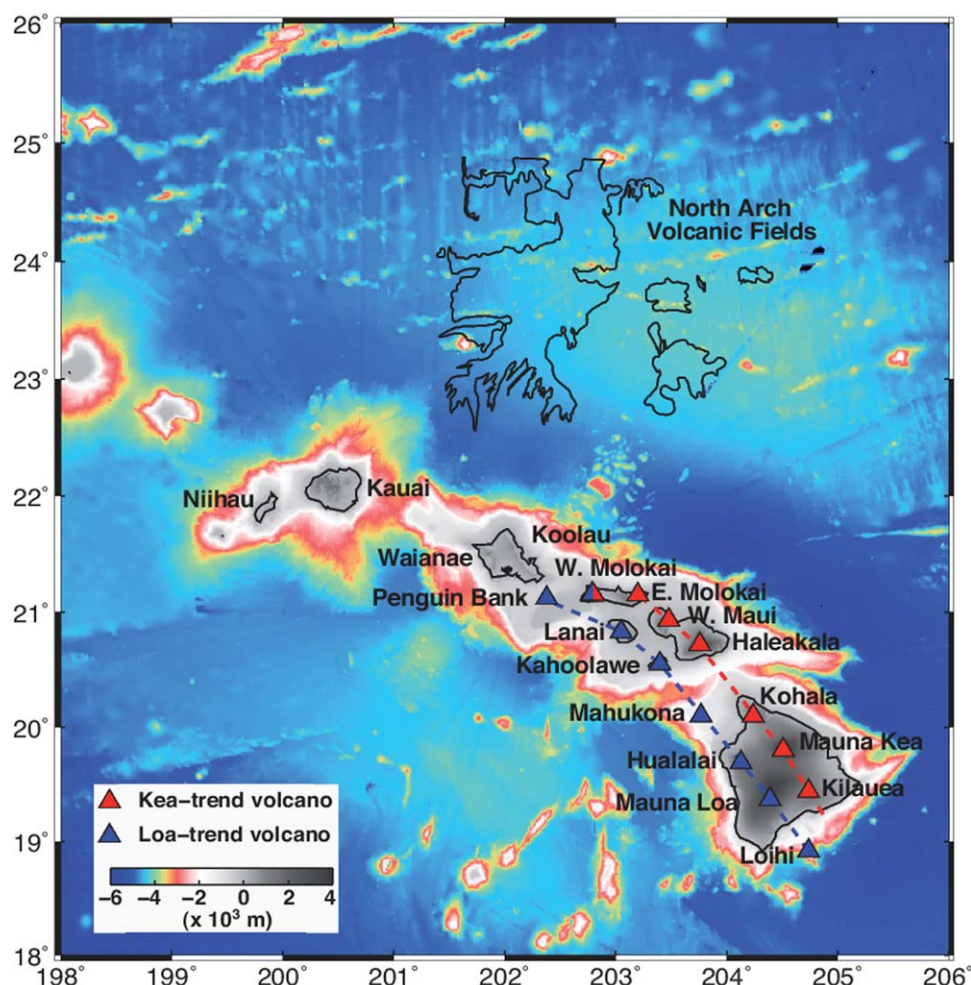 26°
25°
24°
23°
22°
21°
20°
19°
18°
198°
199°
200°
201°
202°
203°
204°
205°
206°
North Arch
Volcanic Fields
Niihau
Kauai
Koolau
Waianae
W. Molokai
Penguin Bank
E. Molokai
W. Maui
Lanai
Haleakala
Kahoolawe
Kohala
Mahukona
Mauna Kea
Hualalai
Kilauea
Mauna Loa
Loihi
Kea–trend volcano
Loa–trend volcano
−6 −4 −2 0 2 4
(x 10³ m)